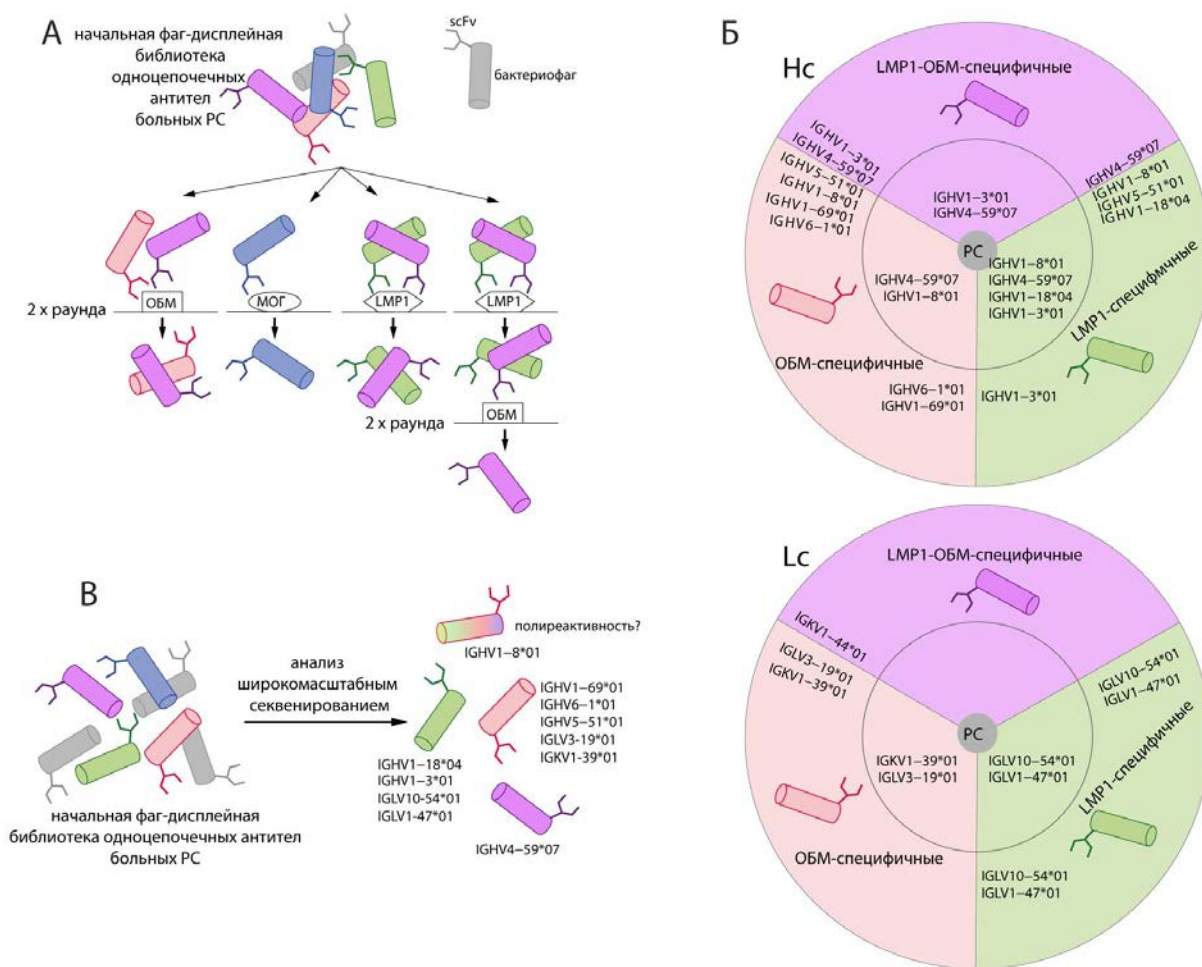 А
начальная фаг-дисплейная
библиотека
одноцепочечных
антител
больных РС
scFv
бактериофаг
2 x раунда
ОБМ
МОГ
LMP1
LMP1
2 x раунда
ОБМ
Б
Hc
LMP1-ОБМ-специфичные
IGHV1–3*01
IGHV4–59*07
IGHV5–51*01
IGHV1–8*01
IGHV1–69*01
IGHV6–1*01
IGHV4–59*07
IGHV1–8*01
IGHV5–51*01
IGHV1–18*04
IGHV1–3*01
IGHV4–59*07
РС
IGHV4–59*07
IGHV1–8*01
IGHV1–8*01
IGHV4–59*07
IGHV1–18*04
IGHV1–3*01
ОБМ-специфичные
LMP1-специфмичные
IGHV6–1*01
IGHV1–69*01
IGHV1–3*01
Lc
LMP1-ОБМ-специфичные
IGKV1–44*01
IGLV3–19*01
IGKV1–39*01
IGLV10–54*01
IGLV1–47*01
РС
IGKV1–39*01
IGLV3–19*01
IGLV10–54*01
IGLV1–47*01
ОБМ-специфичные
LMP1-специфичные
IGLV10–54*01
IGLV1–47*01
В
начальная фаг-дисплейная
библиотека одноцепочечных антител
больных РС
анализ
широкомасштабным
секвенированием
полиреактивность?
IGHV1–8*01
IGHV1–18*04
IGHV1–3*01
IGLV10–54*01
IGLV1-47*01
IGHV1–69*01
IGHV6–1*01
IGHV5–51*01
IGLV3-19*01
IGKV1-39*01
IGHV4–59*07